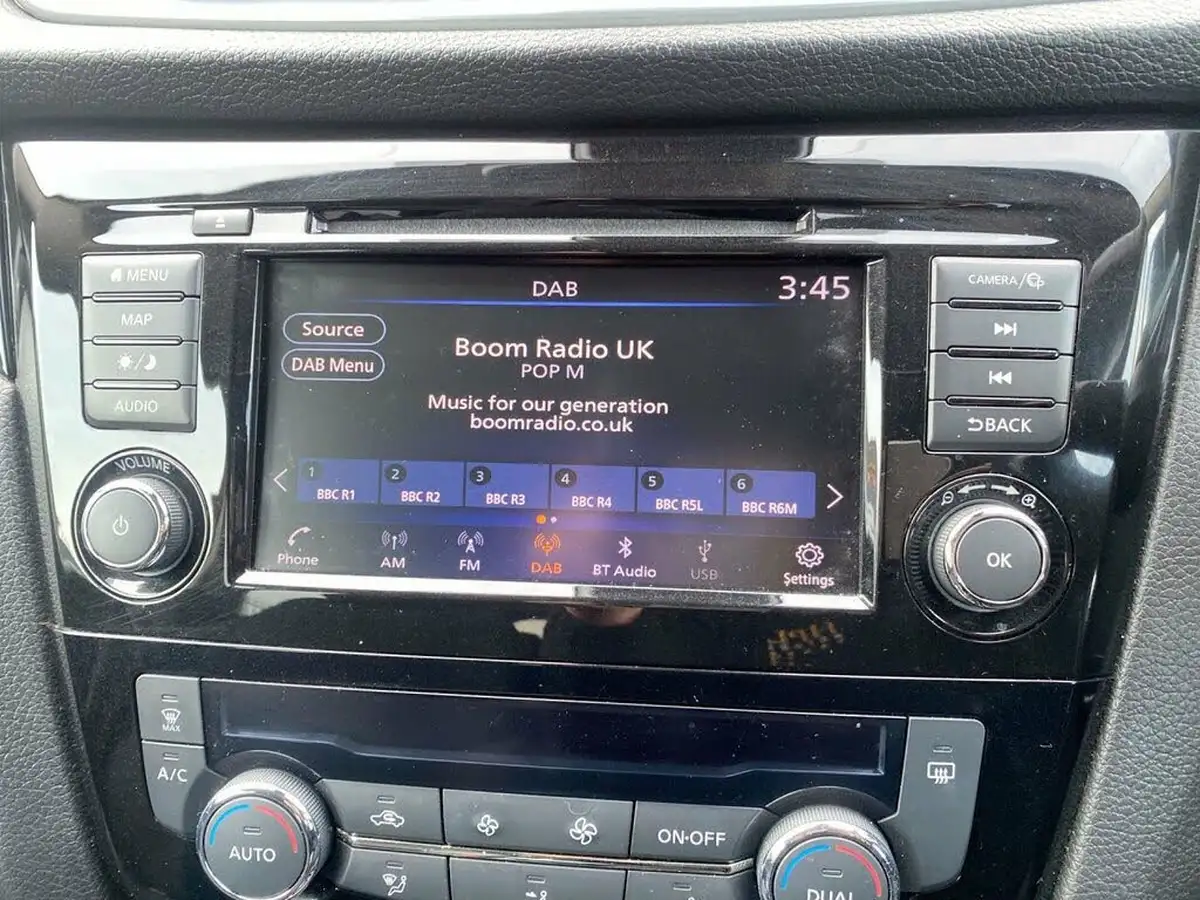 MENU
MAP
AUDIO
VOLUME
DAB
3:45
Source
DAB Menu
Boom Radio UK
POP M
Music for our generation
boomradio.co.uk
1 2 3 4 5 6
BBC R1 BBC R2 BBC R3 BBC R4 BBC R5L BBC R6M
Phone AM FM DAB BT Audio USB Settings
CAMERA/
BACK
OK
MAX
A/C
AUTO
ON·OFF
DUAL